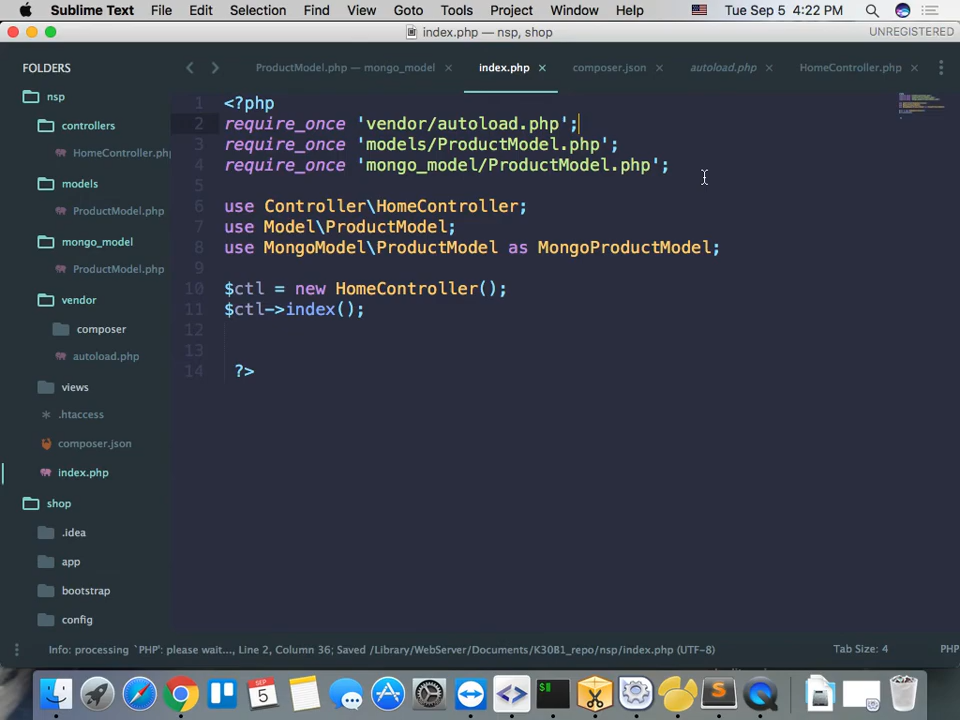 Sublime Text File Edit Selection Find View Goto Tools Project Window Help Tue Sep 5 4:22 PM
index.php — nsp, shop UNREGISTERED
FOLDERS
nsp
controllers
HomeController.php
models
ProductModel.php
mongo_model
ProductModel.php
vendor
composer
autoload.php
views
.htaccess
composer.json
index.php
shop
.idea
app
bootstrap
config
ProductModel.php — mongo_model × index.php × composer.json × autoload.php × HomeController.php ×
1 <?php
2 require_once 'vendor/autoload.php';
3 require_once 'models/ProductModel.php';
4 require_once 'mongo_model/ProductModel.php';
5
6 use Controller\HomeController;
7 use Model\ProductModel;
8 use MongoModel\ProductModel as MongoProductModel;
9
10 $ctl = new HomeController();
11 $ctl->index();
12
13
14 ?>
Info: processing `PHP`: please wait..., Line 2, Column 36; Saved /Library/WebServer/Documents/K3081_repo/nsp/index.php (UTF-8) Tab Size: 4 PHP
SEP
5